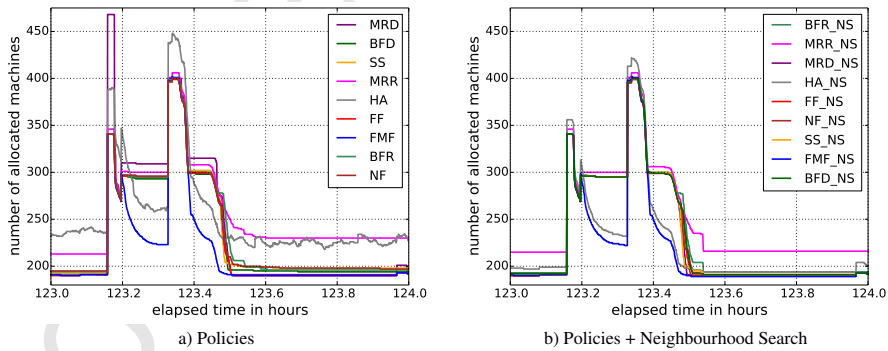 number of allocated machines
450
400
350
300
250
200
123.0
123.2
123.4
123.6
123.8
124.0
elapsed time in hours
MRD
BFD
SS
MRR
HA
FF
FMF
BFR
NF
a) Policies
number of allocated machines
450
400
350
300
250
200
123.0
123.2
123.4
123.6
123.8
124.0
elapsed time in hours
BFR_NS
MRR_NS
MRD_NS
HA_NS
FF_NS
NF_NS
SS_NS
FMF_NS
BFD_NS
b) Policies + Neighbourhood Search